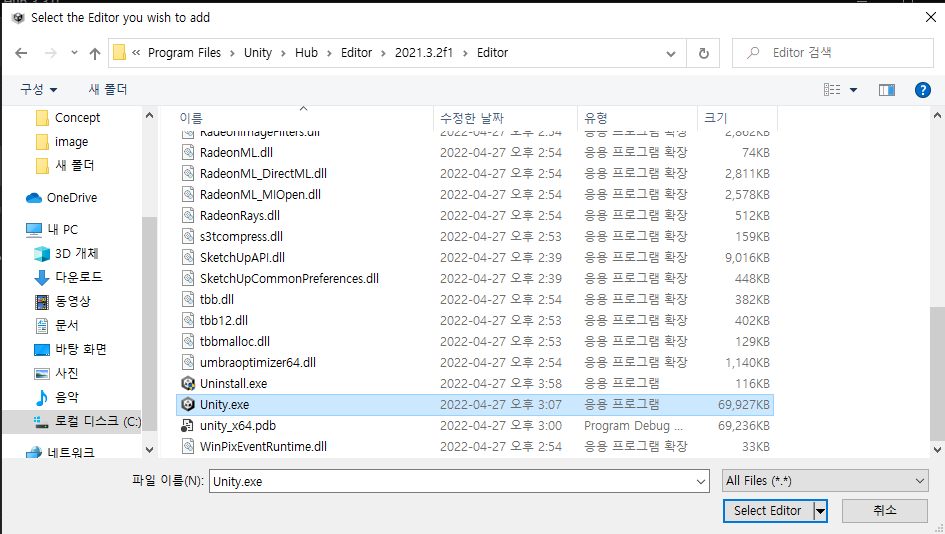 Select the Editor you wish to add
« Program Files > Unity > Hub > Editor > 2021.3.2f1 > Editor
Editor 검색
구성 새 폴더
이름 수정한 날짜 유형 크기
Concept
image
새 폴더
OneDrive
내 PC
3D 개체
다운로드
동영상
문서
바탕 화면
사진
음악
로컬 디스크 (C:)
네트워크
RadeonImageFilters.dll 2022-04-27 오후 2:54 응용 프로그램 확장 2,862KB
RadeonML.dll 2022-04-27 오후 2:54 응용 프로그램 확장 74KB
RadeonML_DirectML.dll 2022-04-27 오후 2:54 응용 프로그램 확장 2,811KB
RadeonML_MIOpen.dll 2022-04-27 오후 2:54 응용 프로그램 확장 2,578KB
RadeonRays.dll 2022-04-27 오후 2:54 응용 프로그램 확장 512KB
s3tcompress.dll 2022-04-27 오후 2:53 응용 프로그램 확장 159KB
SketchUpAPI.dll 2022-04-27 오후 2:39 응용 프로그램 확장 9,016KB
SketchUpCommonPreferences.dll 2022-04-27 오후 2:39 응용 프로그램 확장 448KB
tbb.dll 2022-04-27 오후 2:54 응용 프로그램 확장 382KB
tbb12.dll 2022-04-27 오후 2:53 응용 프로그램 확장 402KB
tbbmalloc.dll 2022-04-27 오후 2:53 응용 프로그램 확장 129KB
umbraoptimizer64.dll 2022-04-27 오후 2:54 응용 프로그램 확장 1,140KB
Uninstall.exe 2022-04-27 오후 3:58 응용 프로그램 116KB
Unity.exe 2022-04-27 오후 3:07 응용 프로그램 69,927KB
unity_x64.pdb 2022-04-27 오후 3:00 Program Debug ... 69,236KB
WinPixEventRuntime.dll 2022-04-27 오후 2:54 응용 프로그램 확장 33KB
파일 이름(N): Unity.exe All Files (*.*)
Select Editor 취소